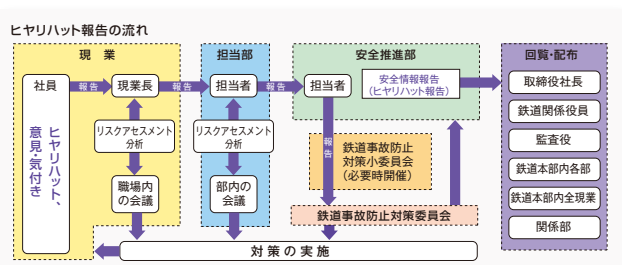 ヒヤリハット報告の流れ
現業
担当部
安全推進部
回覧・配布
社員
報告
現業長
報告
担当者
報告
担当者
安全情報報告
(ヒヤリハット報告)
取締役社長
鉄道関係役員
監査役
鉄道本部内各部
鉄道本部内全現業
関係部
ヒヤリハット、
意見・気付き
リスクアセスメント
分析
リスクアセスメント
分析
報告
鉄道事故防止
対策小委員会
(必要時開催)
職場内
の会議
部内の
会議
鉄道事故防止対策委員会
対策の実施